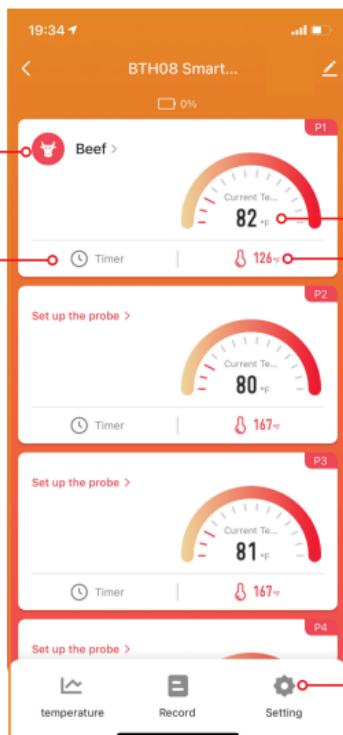 19:34
BTH08 Smart...
0%
P1
Beef >
Current Te...
82 °F
Timer
126°F
P2
Set up the probe >
Current Te...
80 °F
Timer
167°F
P3
Set up the probe >
Current Te...
81 °F
Timer
167°F
P4
Set up the probe >
temperature
Record
Setting